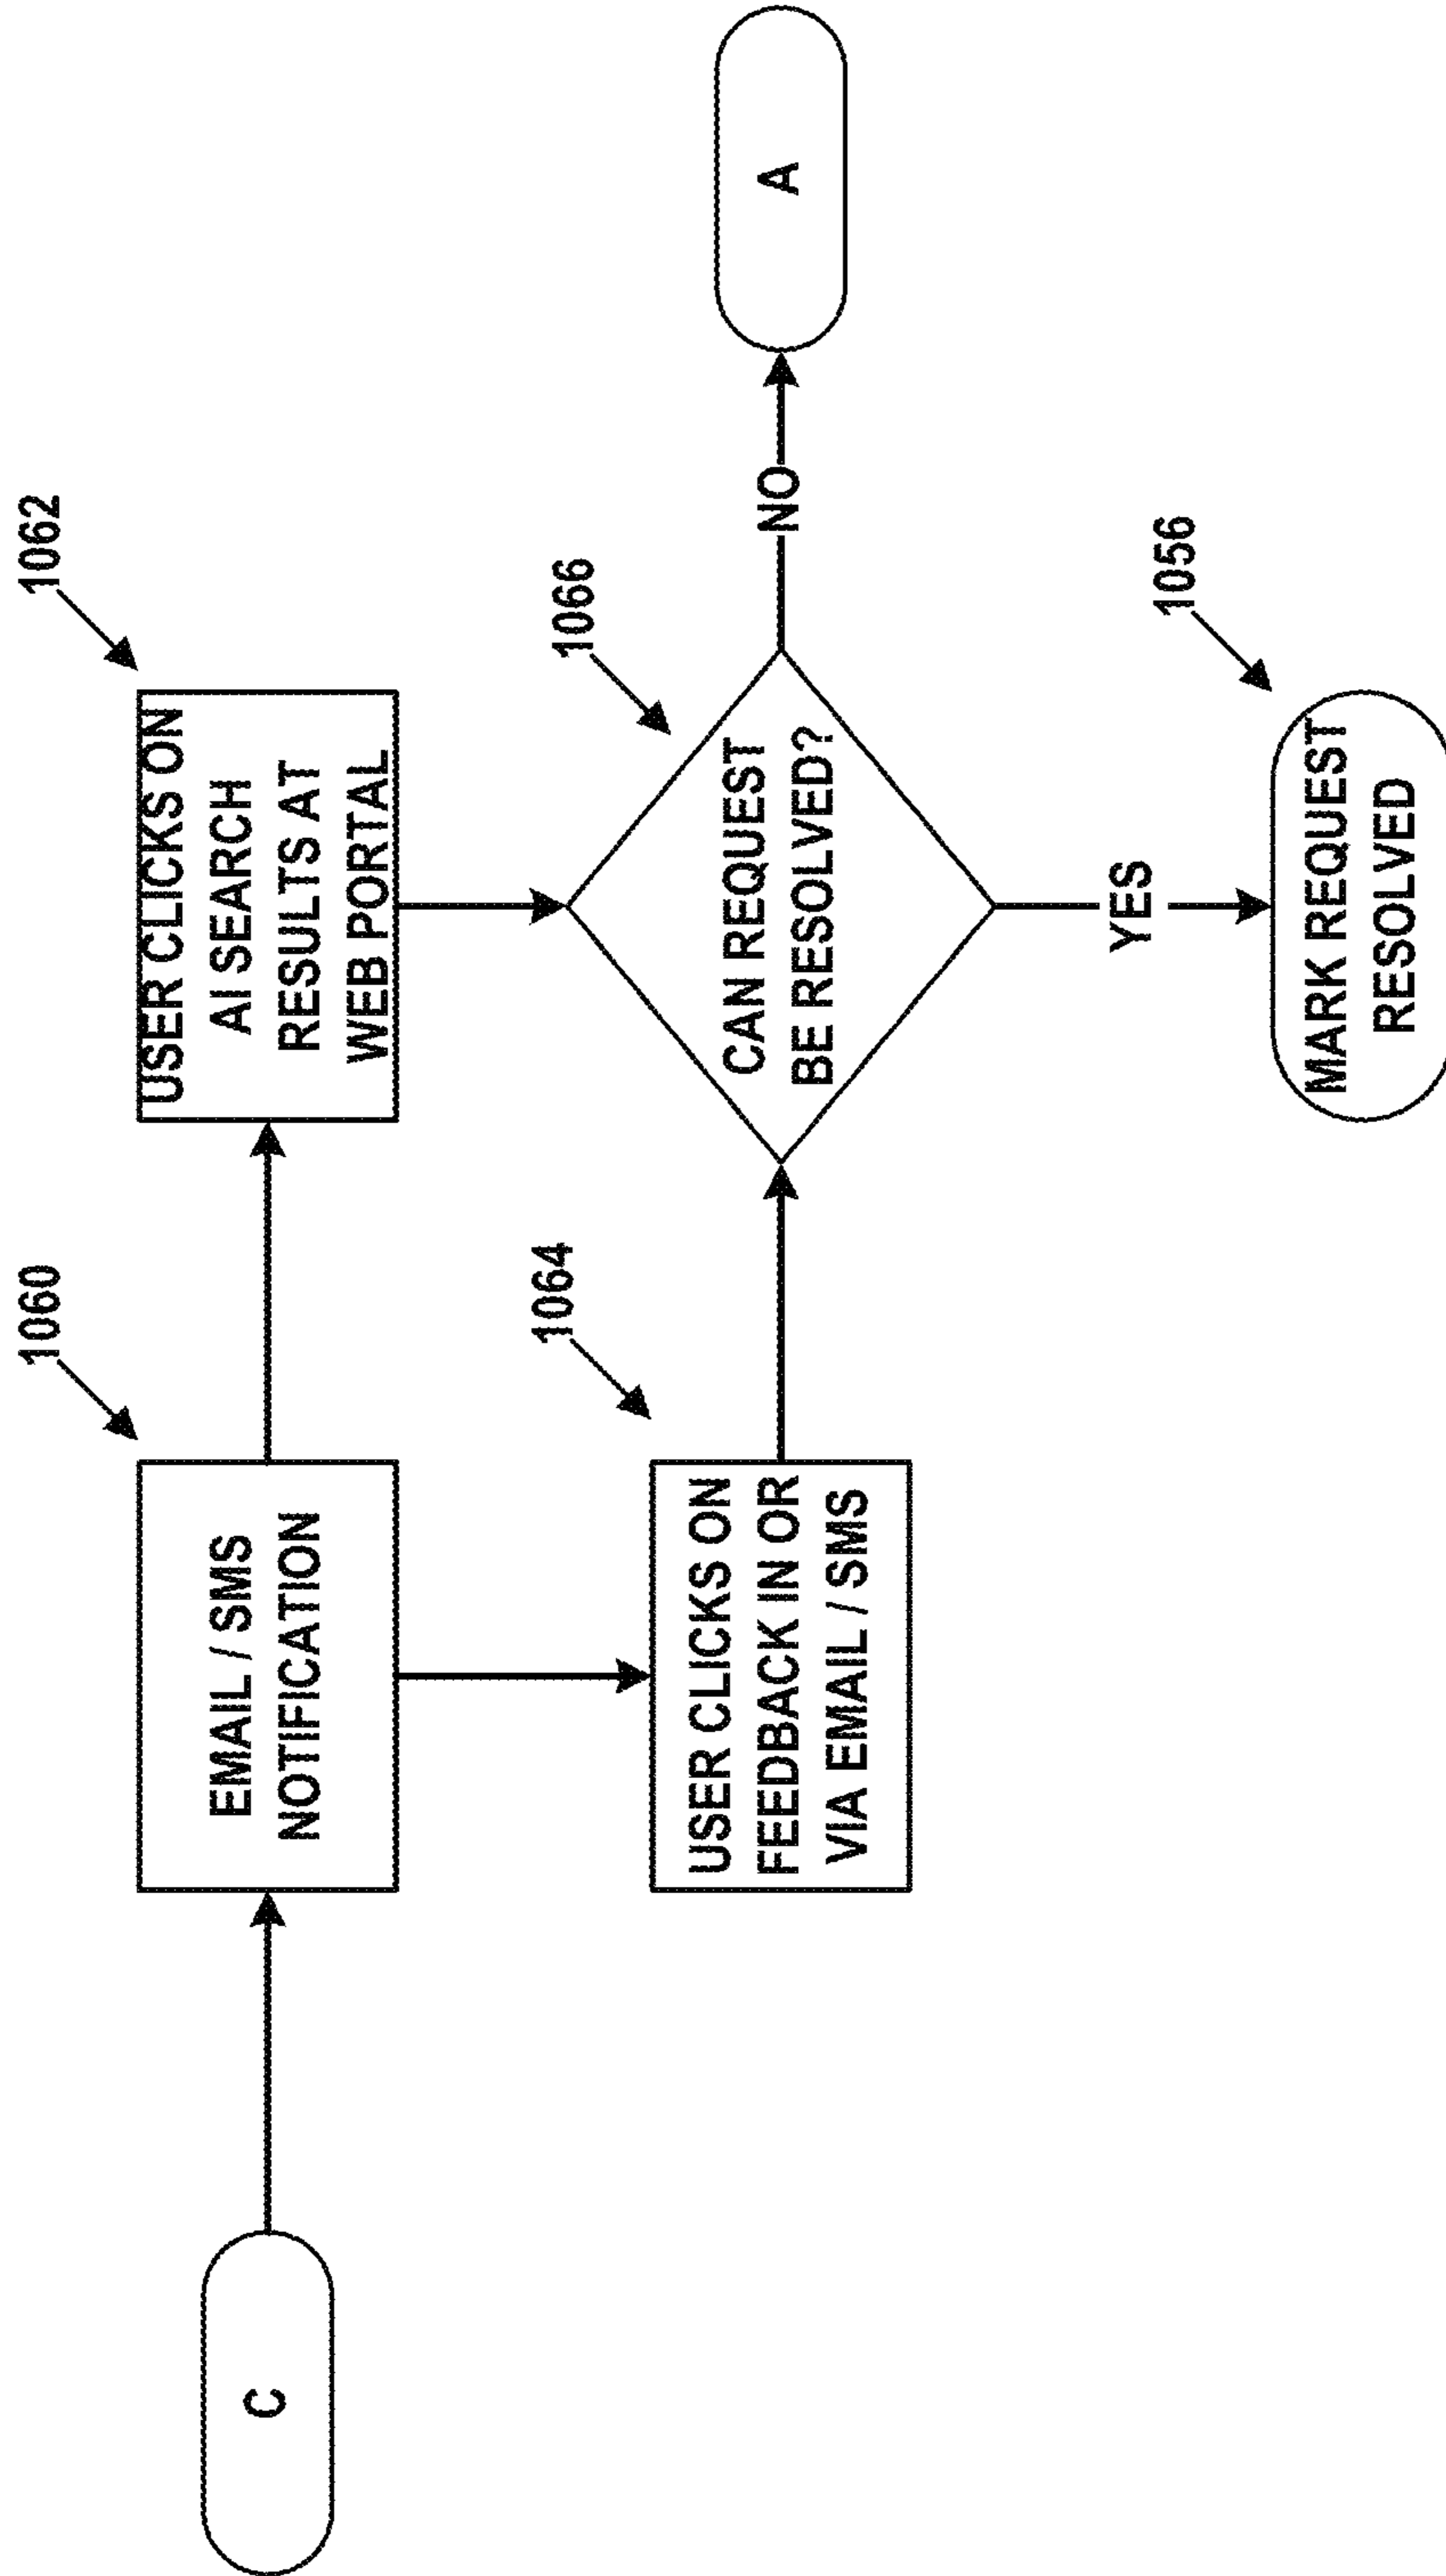 1060
1062
C
EMAIL / SMS
NOTIFICATION
USER CLICKS ON
AI SEARCH
RESULTS AT
WEB PORTAL
1064
1066
USER CLICKS ON
FEEDBACK IN OR
VIA EMAIL / SMS
CAN REQUEST
BE RESOLVED?
NO
A
YES
1056
MARK REQUEST
RESOLVED